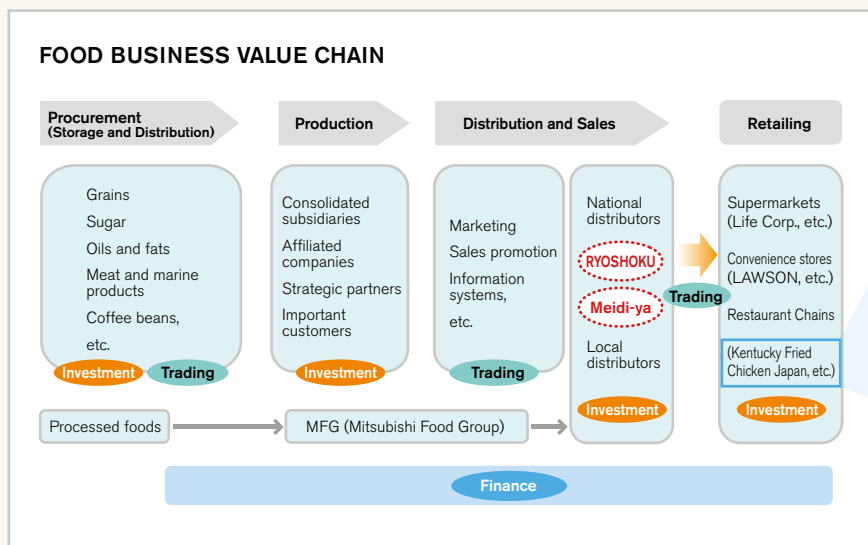 FOOD BUSINESS VALUE CHAIN
Procurement
(Storage and Distribution)
Production
Distribution and Sales
Retailing
Grains
Sugar
Oils and fats
Meat and marine
products
Coffee beans,
etc.
Investment
Trading
Consolidated
subsidiaries
Affiliated
companies
Strategic partners
Important
customers
Investment
Marketing
Sales promotion
Information
systems,
etc.
Trading
National
distributors
RYOSHOKU
Meidi-ya
Local
distributors
Investment
Trading
Supermarkets
(Life Corp., etc.)
Convenience stores
(LAWSON, etc.)
Restaurant Chains
(Kentucky Fried
Chicken Japan, etc.)
Investment
Processed foods
MFG (Mitsubishi Food Group)
Finance